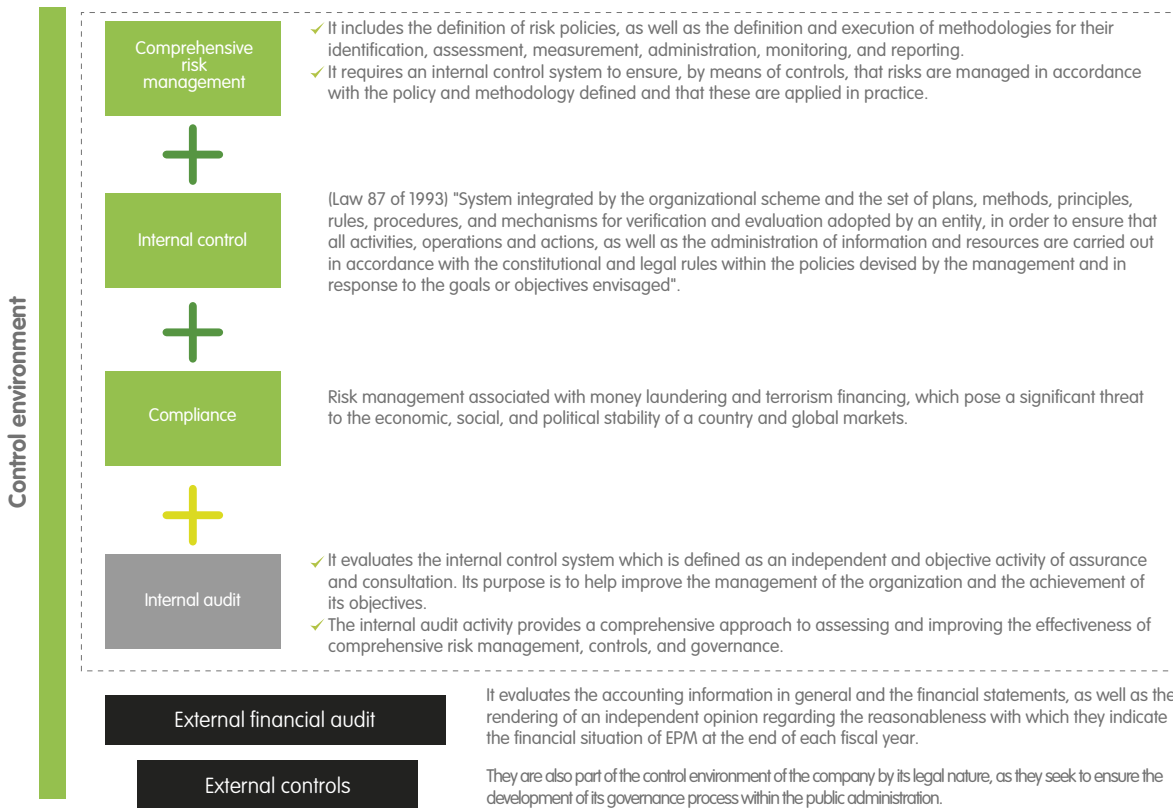 Control environment
Comprehensive
risk
management
✓ It includes the definition of risk policies, as well as the definition and execution of methodologies for their
identification, assessment, measurement, administration, monitoring, and reporting.
✓ It requires an internal control system to ensure, by means of controls, that risks are managed in accordance
with the policy and methodology defined and that these are applied in practice.
Internal control
(Law 87 of 1993) "System integrated by the organizational scheme and the set of plans, methods, principles,
rules, procedures, and mechanisms for verification and evaluation adopted by an entity, in order to ensure that
all activities, operations and actions, as well as the administration of information and resources are carried out
in accordance with the constitutional and legal rules within the policies devised by the management and in
response to the goals or objectives envisaged".
Compliance
Risk management associated with money laundering and terrorism financing, which pose a significant threat
to the economic, social, and political stability of a country and global markets.
Internal audit
✓ It evaluates the internal control system which is defined as an independent and objective activity of assurance
and consultation. Its purpose is to help improve the management of the organization and the achievement of
its objectives.
✓ The internal audit activity provides a comprehensive approach to assessing and improving the effectiveness of
comprehensive risk management, controls, and governance.
External financial audit
It evaluates the accounting information in general and the financial statements, as well as the
rendering of an independent opinion regarding the reasonableness with which they indicate
the financial situation of EPM at the end of each fiscal year.
External controls
They are also part of the control environment of the company by its legal nature, as they seek to ensure the
development of its governance process within the public administration.